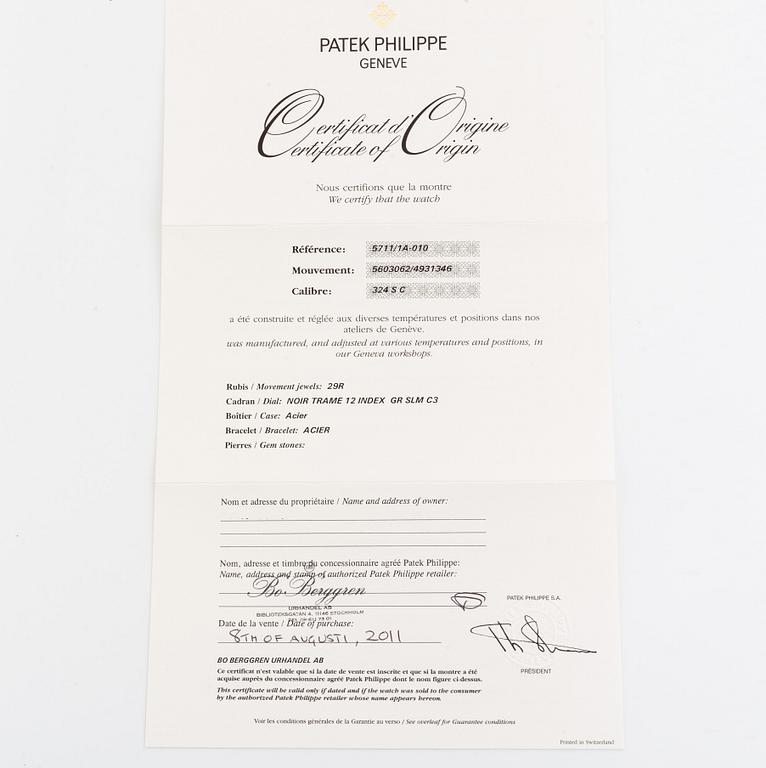 PATEK PHILIPPE
GENEVE
Certificat d'Origine
Certificate of Origin
Nous certifions que la montre
We certify that the watch
Référence: 5711/1A-010
Mouvement: 5603062/4931346
Calibre: 324 S C
a été construite et réglée aux diverses températures et positions dans nos
ateliers de Genève.
was manufactured, and adjusted at various temperatures and positions, in
our Geneva workshops.
Rubis / Movement jewels: 29R
Cadran / Dial: NOIR TRAME 12 INDEX GR SLM C3
Boîtier / Case: Acier
Bracelet / Bracelet: ACIER
Pierres / Gem stones:
Nom et adresse du propriétaire / Name and address of owner:
Nom, adresse et timbre du concessionnaire agréé Patek Philippe:
Name, address and stamp of authorized Patek Philippe retailer:
Bo Berggren
URHANDEL AB
BIBLIOTEKSGATAN 4, 11146 STOCKHOLM
PATEK PHILIPPE S.A.
Date de la vente / Date of purchase:
8TH OF AUGUSTI, 2011
PRÉSIDENT
BO BERGGREN URHANDEL AB
Ce certificat n'est valable que si la date de vente est inscrite et que si la montre a été
acquise auprès du concessionnaire agréé Patek Philippe dont le nom figure ci-dessus.
This certificate will be valid only if dated and if the watch was sold to the consumer
by the authorized Patek Philippe retailer whose name appears hereon.
Voir les conditions générales de la Garantie au verso / See overleaf for Guarantee conditions
Printed in Switzerland